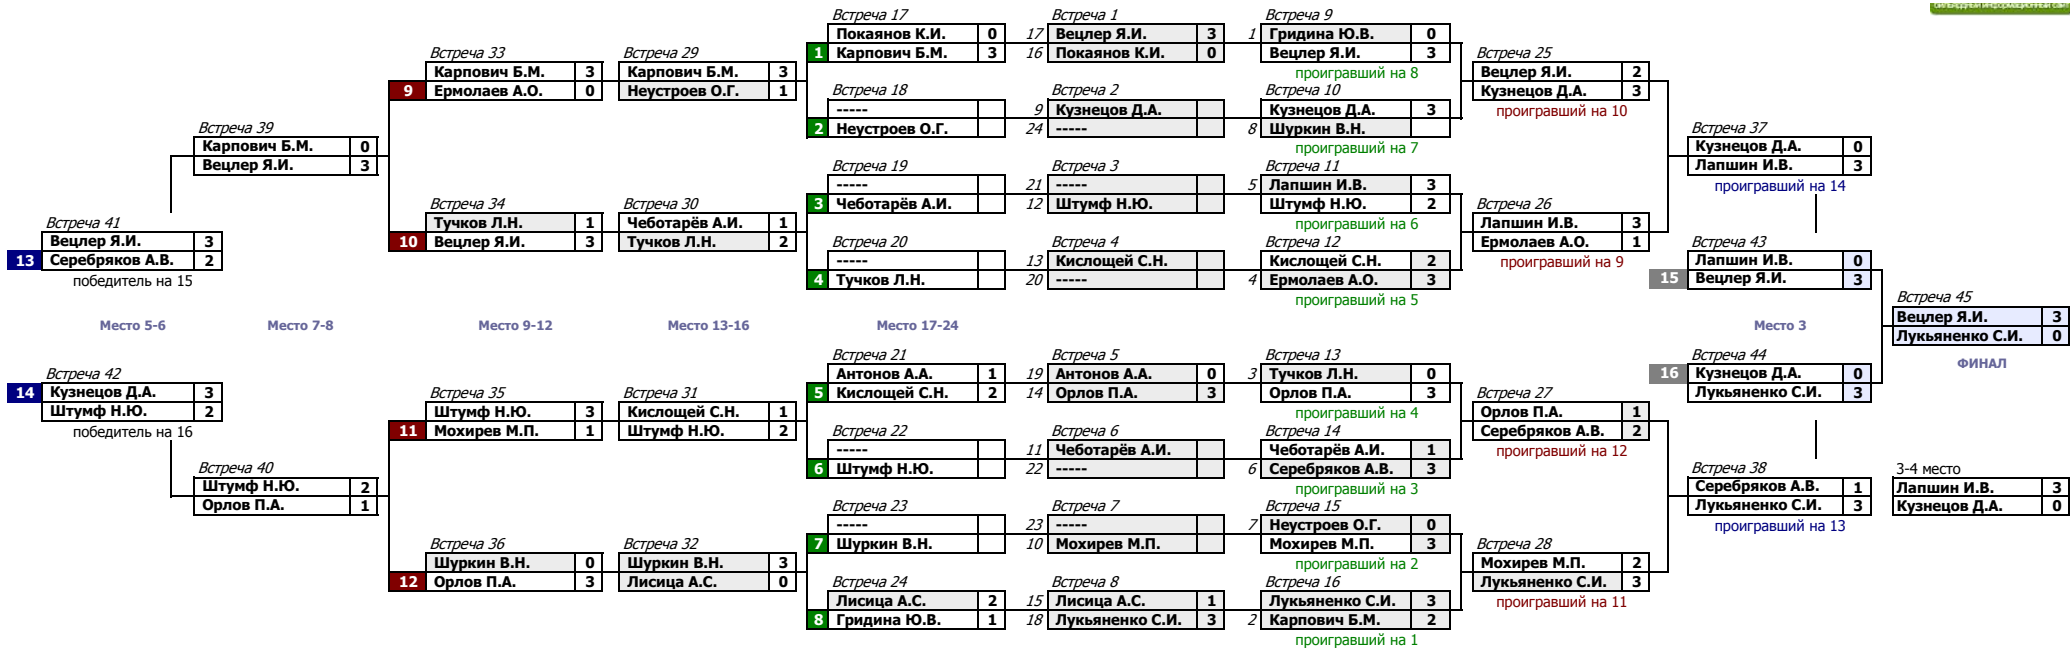 бильярдный информационный сайт
Встреча 17
Покаянов К.И. 0
1 Карпович Б.М. 3
Встреча 1
17 Вецлер Я.И. 3
16 Покаянов К.И. 0
Встреча 9
1 Гридина Ю.В. 0
Вецлер Я.И. 3
проигравший на 8
Встреча 33
Карпович Б.М. 3
9 Ермолаев А.О. 0
Встреча 29
Карпович Б.М. 3
Неустроев О.Г. 1
Встреча 25
Вецлер Я.И. 2
Кузнецов Д.А. 3
проигравший на 10
Встреча 18
-----
2 Неустроев О.Г.
Встреча 2
9 Кузнецов Д.А.
24 -----
Встреча 10
Кузнецов Д.А. 3
8 Шуркин В.Н.
проигравший на 7
Встреча 39
Карпович Б.М. 0
Вецлер Я.И. 3
Встреча 37
Кузнецов Д.А. 0
Лапшин И.В. 3
проигравший на 14
Встреча 19
-----
3 Чеботарёв А.И.
Встреча 3
21 -----
12 Штумф Н.Ю.
Встреча 11
5 Лапшин И.В. 3
Штумф Н.Ю. 2
проигравший на 6
Встреча 34
Тучков Л.Н. 1
10 Вецлер Я.И. 3
Встреча 30
Чеботарёв А.И. 1
Тучков Л.Н. 2
Встреча 26
Лапшин И.В. 3
Ермолаев А.О. 1
проигравший на 9
Встреча 41
Вецлер Я.И. 3
13 Серебряков А.В. 2
победитель на 15
Встреча 20
-----
4 Тучков Л.Н.
Встреча 4
13 Кислощей С.Н.
20 -----
Встреча 12
Кислощей С.Н. 2
4 Ермолаев А.О. 3
проигравший на 5
Встреча 43
Лапшин И.В. 0
15 Вецлер Я.И. 3
Встреча 45
Вецлер Я.И. 3
Лукьяненко С.И. 0
ФИНАЛ
Место 5-6 Место 7-8 Место 9-12 Место 13-16 Место 17-24 Место 3
Встреча 42
14 Кузнецов Д.А. 3
Штумф Н.Ю. 2
победитель на 16
Встреча 21
Антонов А.А. 1
5 Кислощей С.Н. 2
Встреча 5
19 Антонов А.А. 0
14 Орлов П.А. 3
Встреча 13
3 Тучков Л.Н. 0
Орлов П.А. 3
проигравший на 4
Встреча 44
16 Кузнецов Д.А. 0
Лукьяненко С.И. 3
Встреча 35
Штумф Н.Ю. 3
11 Мохирев М.П. 1
Встреча 31
Кислощей С.Н. 1
Штумф Н.Ю. 2
Встреча 27
Орлов П.А. 1
Серебряков А.В. 2
проигравший на 12
Встреча 22
-----
6 Штумф Н.Ю.
Встреча 6
11 Чеботарёв А.И.
22 -----
Встреча 14
Чеботарёв А.И. 1
6 Серебряков А.В. 3
проигравший на 3
Встреча 40
Штумф Н.Ю. 2
Орлов П.А. 1
Встреча 38
Серебряков А.В. 1
Лукьяненко С.И. 3
проигравший на 13
3-4 место
Лапшин И.В. 3
Кузнецов Д.А. 0
Встреча 23
-----
7 Шуркин В.Н.
Встреча 7
23 -----
10 Мохирев М.П.
Встреча 15
7 Неустроев О.Г. 0
Мохирев М.П. 3
проигравший на 2
Встреча 36
Шуркин В.Н. 0
12 Орлов П.А. 3
Встреча 32
Шуркин В.Н. 3
Лисица А.С. 0
Встреча 28
Мохирев М.П. 2
Лукьяненко С.И. 3
проигравший на 11
Встреча 24
Лисица А.С. 2
8 Гридина Ю.В. 1
Встреча 8
15 Лисица А.С. 1
18 Лукьяненко С.И. 3
Встреча 16
Лукьяненко С.И. 3
2 Карпович Б.М. 2
проигравший на 1